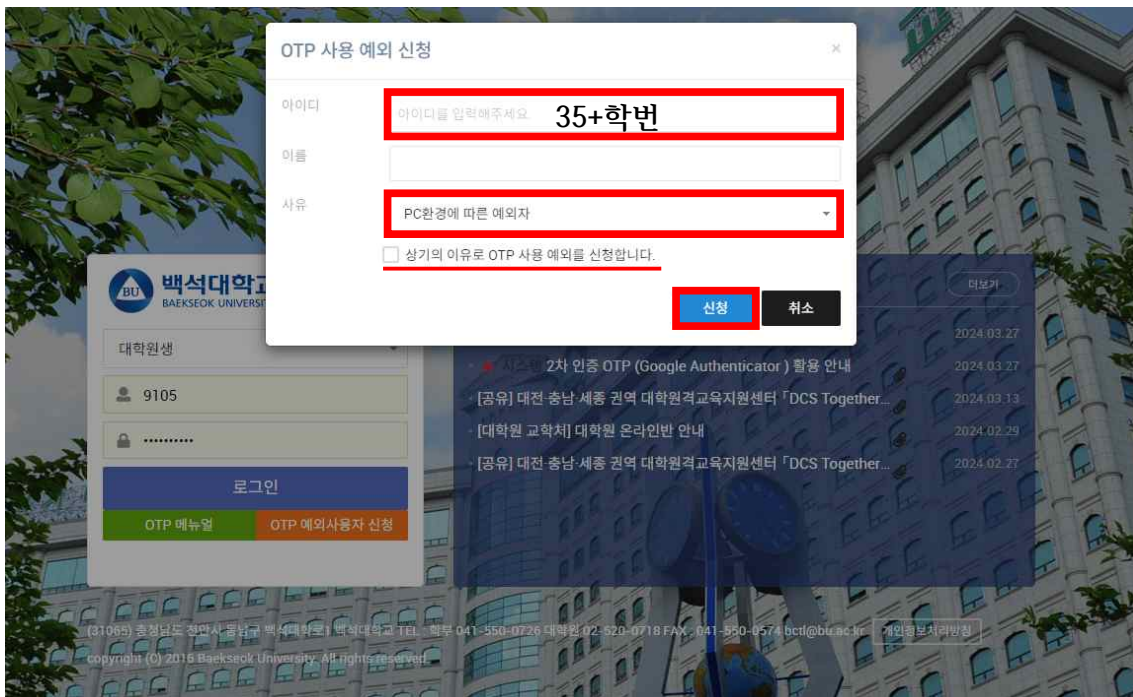 OTP 사용 예외 신청
×
아이디
아이디를 입력해주세요. 35+학번
이름
사유
PC환경에 따른 예외자
상기의 이유로 OTP 사용 예외를 신청합니다.
신청 취소
BU 백석대학교
BAEKSEOK UNIVERSI
더보기
대학원생
2024.03.27
시스템 2차 인증 OTP (Google Authenticator ) 활용 안내 2024.03.27
9105
[공유] 대전·충남·세종 권역 대학원격교육지원센터「DCS Together... 2024.03.13
[대학원 교학처] 대학원 온라인반 안내 2024.02.29
··········
[공유] 대전·충남·세종 권역 대학원격교육지원센터「DCS Together... 2024.02.27
로그인
OTP 메뉴얼 OTP 예외사용자 신청
(31065) 충청남도 천안시 동남구 백석대학로1 백석대학교 TEL : 학부 041-550-0726 대학원 02-520-0718 FAX : 041-550-0574 bctl@bu.ac.kr 개인정보처리방침
copyright (C) 2016 Baekseok University. All rights reserved.